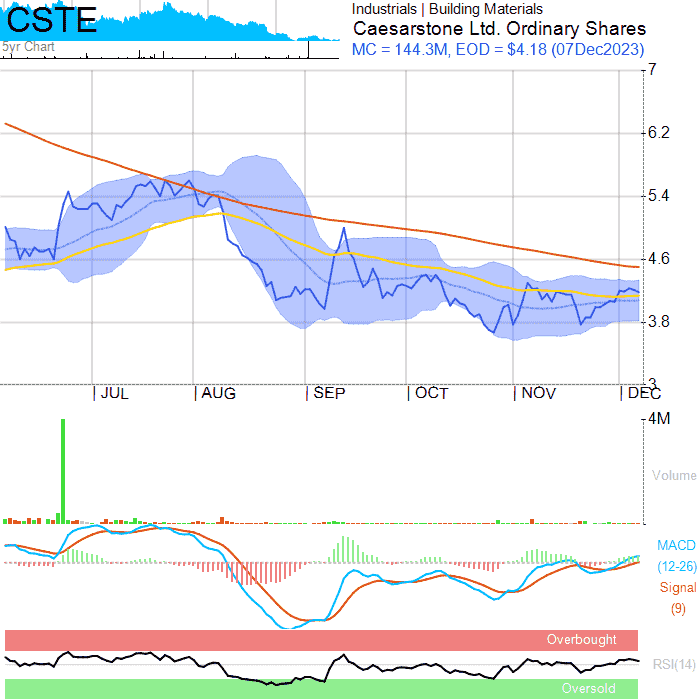 CSTE
5yr Chart
Industrials | Building Materials
Caesarstone Ltd. Ordinary Shares
MC = 144.3M, EOD = $4.18 (07Dec2023)
7
6.2
5.4
4.6
3.8
3
JUL
AUG
SEP
OCT
NOV
DEC
4M
Volume
MACD
(12-26)
Signal
(9)
Overbought
RSI(14)
Oversold